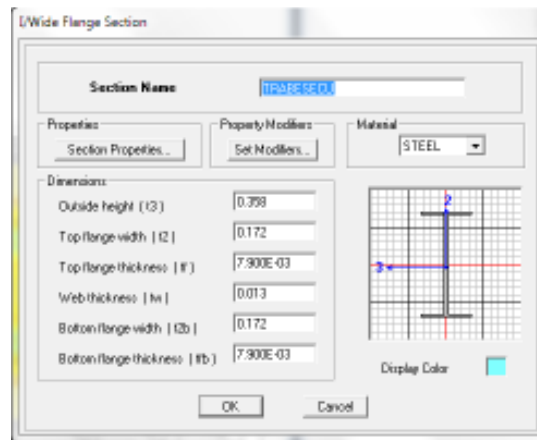 I/Wide Flange Section
Section Name
TRABESECU
Properties
Property Modifiers
Material
Section Properties...
Set Modifiers...
STEEL
Dimensions
Outside height ( t3 )
0.358
Top flange width ( t2 )
0.172
Top flange thickness ( tf )
7.900E-03
Web thickness ( tw )
0.013
Bottom flange width ( t2b )
0.172
Bottom flange thickness ( tfb )
7.900E-03
2
3
Display Color
OK
Cancel